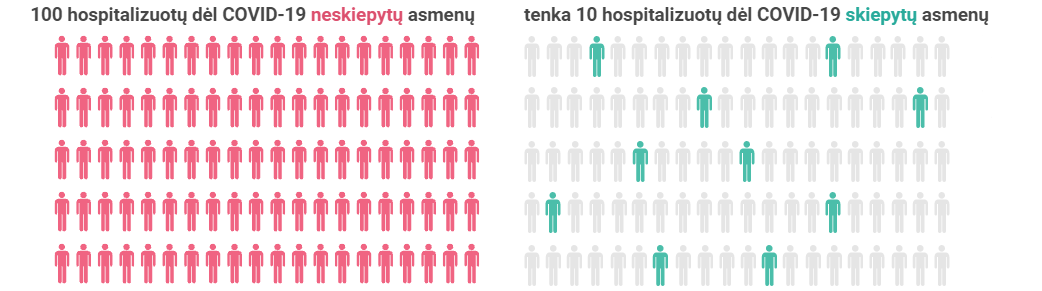 100 hospitalizuotų dėl COVID-19 neskiepytų asmenų
tenka 10 hospitalizuotų dėl COVID-19 skiepytų asmenų